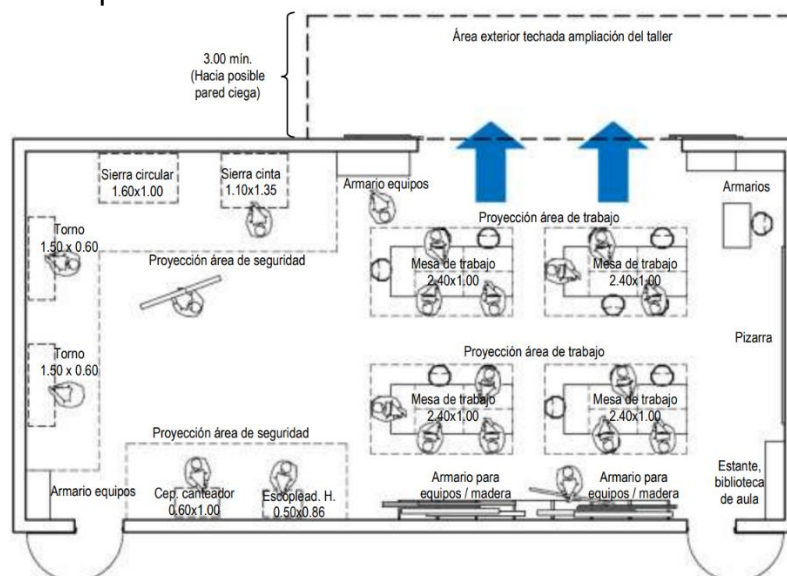 Área exterior techada ampliación del taller
3.00 mín.
(Hacia posible
pared ciega)
Sierra circular
1.60x1.00
Sierra cinta
1.10x1.35
Armario equipos
Armarios
Torno
1.50 x 0.60
Proyección área de trabajo
Proyección área de seguridad
Mesa de trabajo
2.40x1.00
Mesa de trabajo
2.40x1.00
Pizarra
Torno
1.50 x 0.60
Proyección área de trabajo
Mesa de trabajo
2.40x1.00
Mesa de trabajo
2.40x1.00
Proyección área de seguridad
Armario equipos
Cep. canteador
0.60x1.00
Escoplead. H.
0.50x0.86
Armario para
equipos / madera
Armario para
equipos / madera
Estante,
biblioteca
de aula